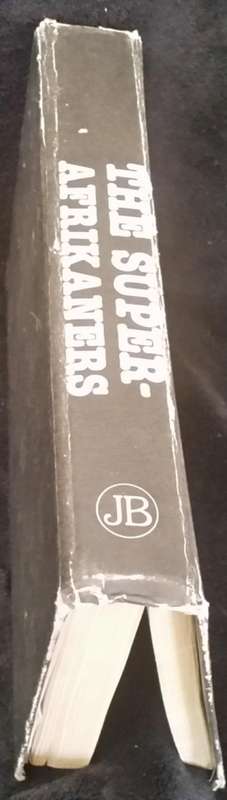 THE SUPER-
AFRIKANERS
JB